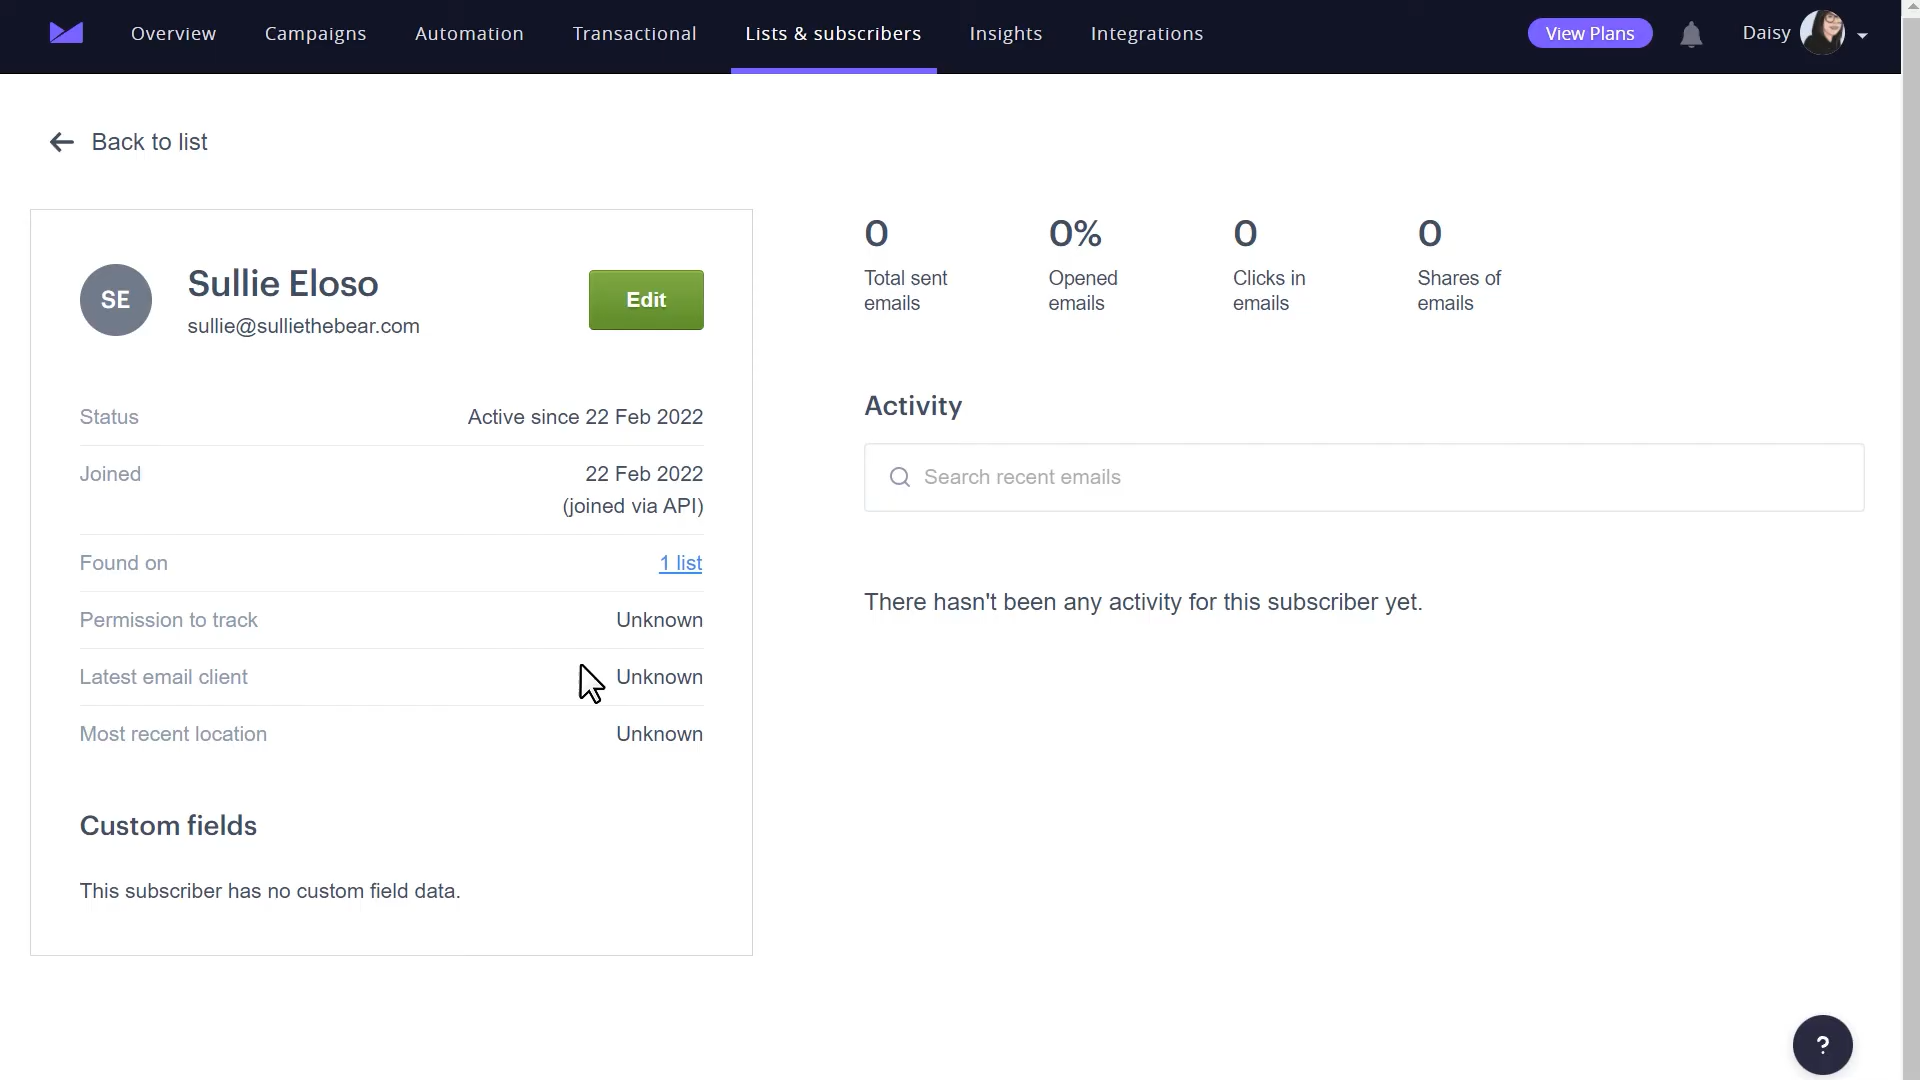 Overview Campaigns Automation Transactional Lists & subscribers Insights Integrations View Plans Daisy
Back to list
SE
Sullie Eloso
sullie@sulliethebear.com
Edit
Status Active since 22 Feb 2022
Joined 22 Feb 2022
(joined via API)
Found on 1 list
Permission to track Unknown
Latest email client Unknown
Most recent location Unknown
Custom fields
This subscriber has no custom field data.
0 0% 0 0
Total sent Opened Clicks in Shares of
emails emails emails emails
Activity
Search recent emails
There hasn't been any activity for this subscriber yet.
?